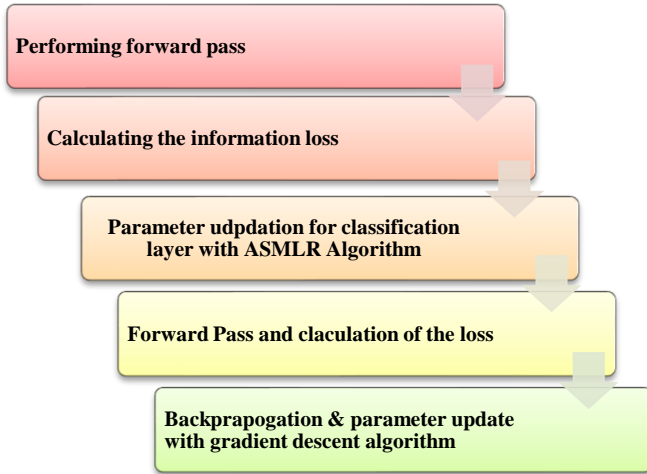 Performing forward pass
Calculating the information loss
Parameter udpdation for classification
layer with ASMLR Algorithm
Forward Pass and claculation of the loss
Backprapogation & parameter update
with gradient descent algorithm